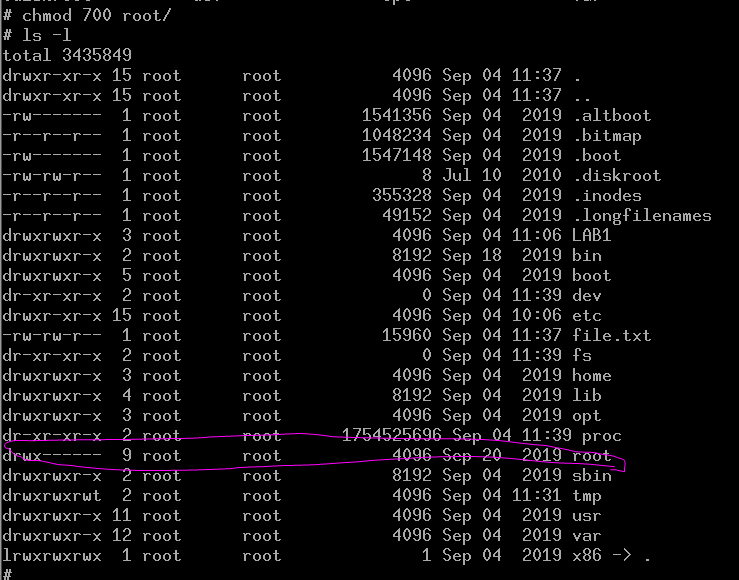 # chmod 700 root/
# ls -l
total 3435849
drwxr-xr-x 15 root      root           4096 Sep 04 11:37 .
drwxr-xr-x 15 root      root           4096 Sep 04 11:37 ..
-rw-------  1 root      root        1541356 Sep 04  2019 .altboot
-r--r--r--  1 root      root        1048234 Sep 04  2019 .bitmap
-rw-------  1 root      root        1547148 Sep 04  2019 .boot
-rw-rw-r--  1 root      root              8 Jul 10  2010 .diskroot
-r--r--r--  1 root      root         355328 Sep 04  2019 .inodes
-r--r--r--  1 root      root          49152 Sep 04  2019 .longfilenames
drwxrwxr-x  3 root      root           4096 Sep 04 11:06 LAB1
drwxrwxr-x  2 root      root           8192 Sep 18  2019 bin
drwxrwxr-x  5 root      root           4096 Sep 04  2019 boot
dr-xr-xr-x  2 root      root              0 Sep 04 11:39 dev
drwxrwxr-x 15 root      root           4096 Sep 04 10:06 etc
-rw-rw-r--  1 root      root          15960 Sep 04 11:37 file.txt
dr-xr-xr-x  2 root      root              0 Sep 04 11:39 fs
drwxrwxr-x  3 root      root           4096 Sep 04  2019 home
drwxrwxr-x  4 root      root           8192 Sep 04  2019 lib
drwxrwxr-x  3 root      root           4096 Sep 04  2019 opt
dr-xr-xr-x  2 root      root     1754525696 Sep 04 11:39 proc
drwx------  9 root      root           4096 Sep 20  2019 root
drwxrwxr-x  2 root      root           8192 Sep 04  2019 sbin
drwxrwxrwt  2 root      root           4096 Sep 04 11:31 tmp
drwxrwxr-x 11 root      root           4096 Sep 04  2019 usr
drwxrwxr-x 12 root      root           4096 Sep 04  2019 var
lrwxrwxrwx  1 root      root              1 Sep 04  2019 x86 -> .
#